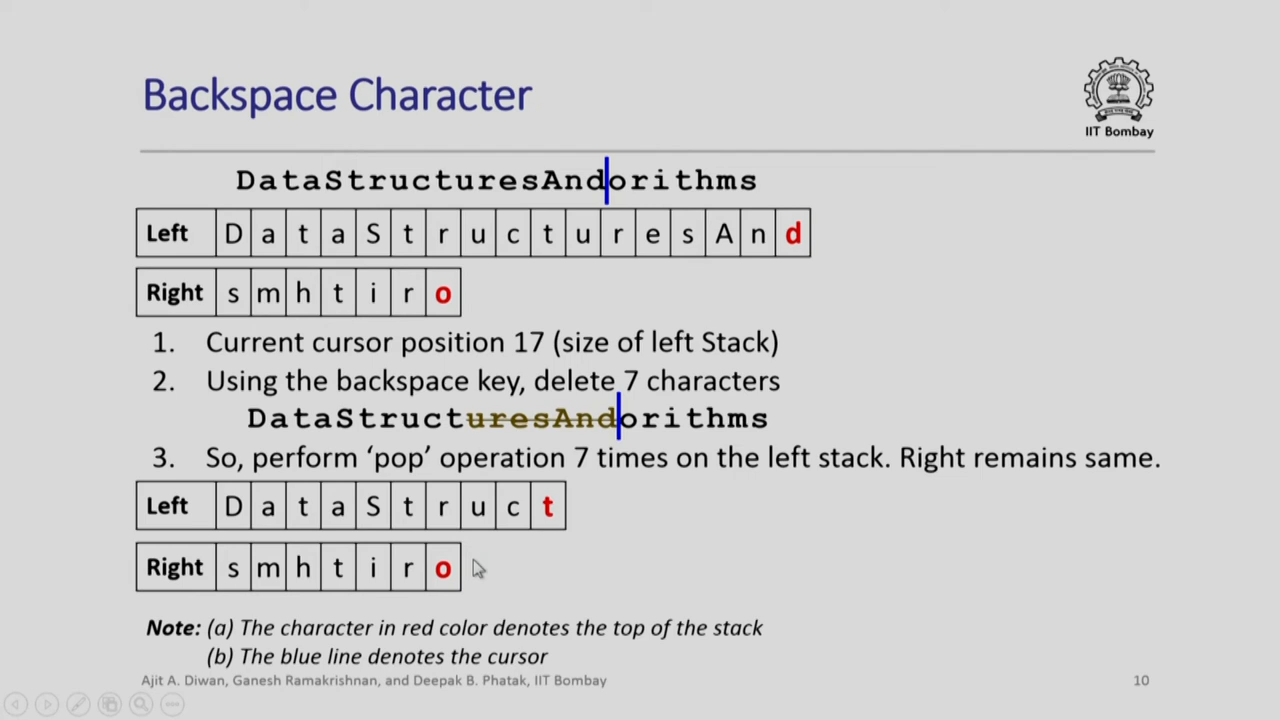 Backspace Character
IIT Bombay
DataStructuresAndorithms
Left D a t a S t r u c t u r e s A n d
Right s m h t i r o
1. Current cursor position 17 (size of left Stack)
2. Using the backspace key, delete 7 characters
DataStructuresAndorithms
3. So, perform ‘pop’ operation 7 times on the left stack. Right remains same.
Left D a t a S t r u c t
Right s m h t i r o
Note: (a) The character in red color denotes the top of the stack
(b) The blue line denotes the cursor
Ajit A. Diwan, Ganesh Ramakrishnan, and Deepak B. Phatak, IIT Bombay 10